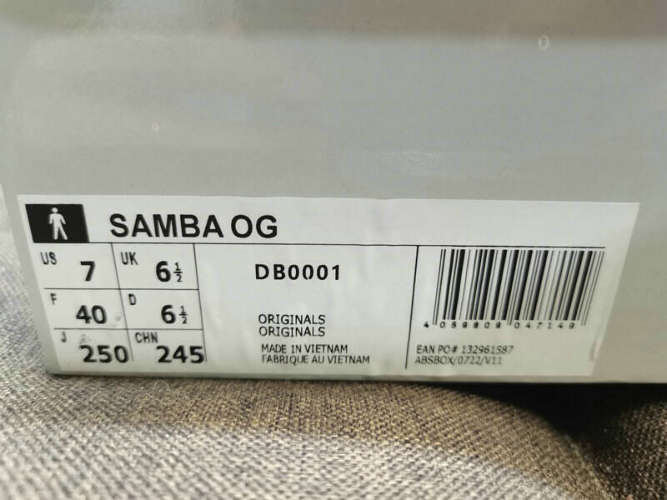 SAMBA OG
US 7 UK 6½
F 40 D 6½
J 250 CHN 245
DB0001
ORIGINALS
ORIGINALS
MADE IN VIETNAM
FABRIQUE AU VIETNAM
4 059809 047149
EAN PO# 132961587
ABSBOX/0722/V11